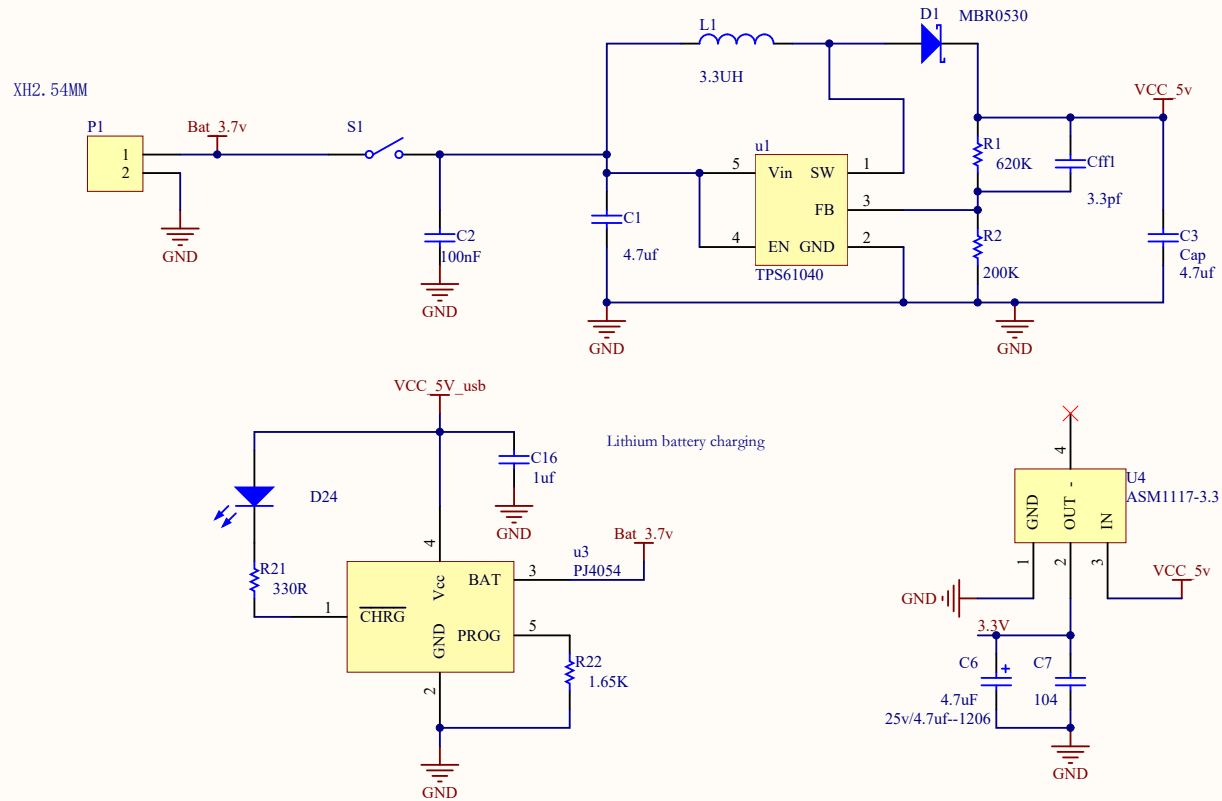 XH2.54MM
P1
1
2
GND
Bat_3.7v
S1
C2
100nF
GND
L1
3.3UH
D1
MBR0530
C1
4.7uf
GND
u1
5
Vin
SW
1
FB
3
4
EN
GND
2
TPS61040
R1
620K
R2
200K
Cff1
3.3pf
VCC_5v
C3
Cap
4.7uf
GND
VCC_5V_usb
Lithium battery charging
C16
1uf
GND
D24
R21
330R
u3
PJ4054
Bat_3.7v
4
Vcc
BAT
3
1
CHRG
GND
PROG
5
2
R22
1.65K
GND
4
U4
ASM1117-3.3
GND
OUT -
IN
1
2
3
GND
VCC_5v
3.3V
C6
+
4.7uF
25v/4.7uf--1206
C7
104
GND